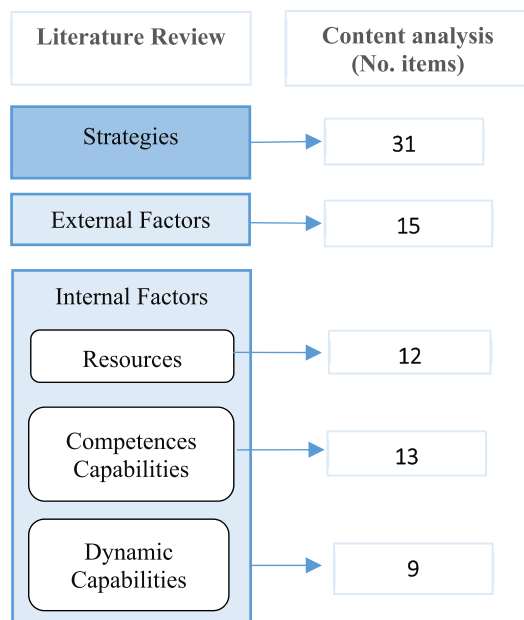 Literature Review
Content analysis
(No. items)
Strategies
31
External Factors
15
Internal Factors
Resources
12
Competences
Capabilities
13
Dynamic
Capabilities
9